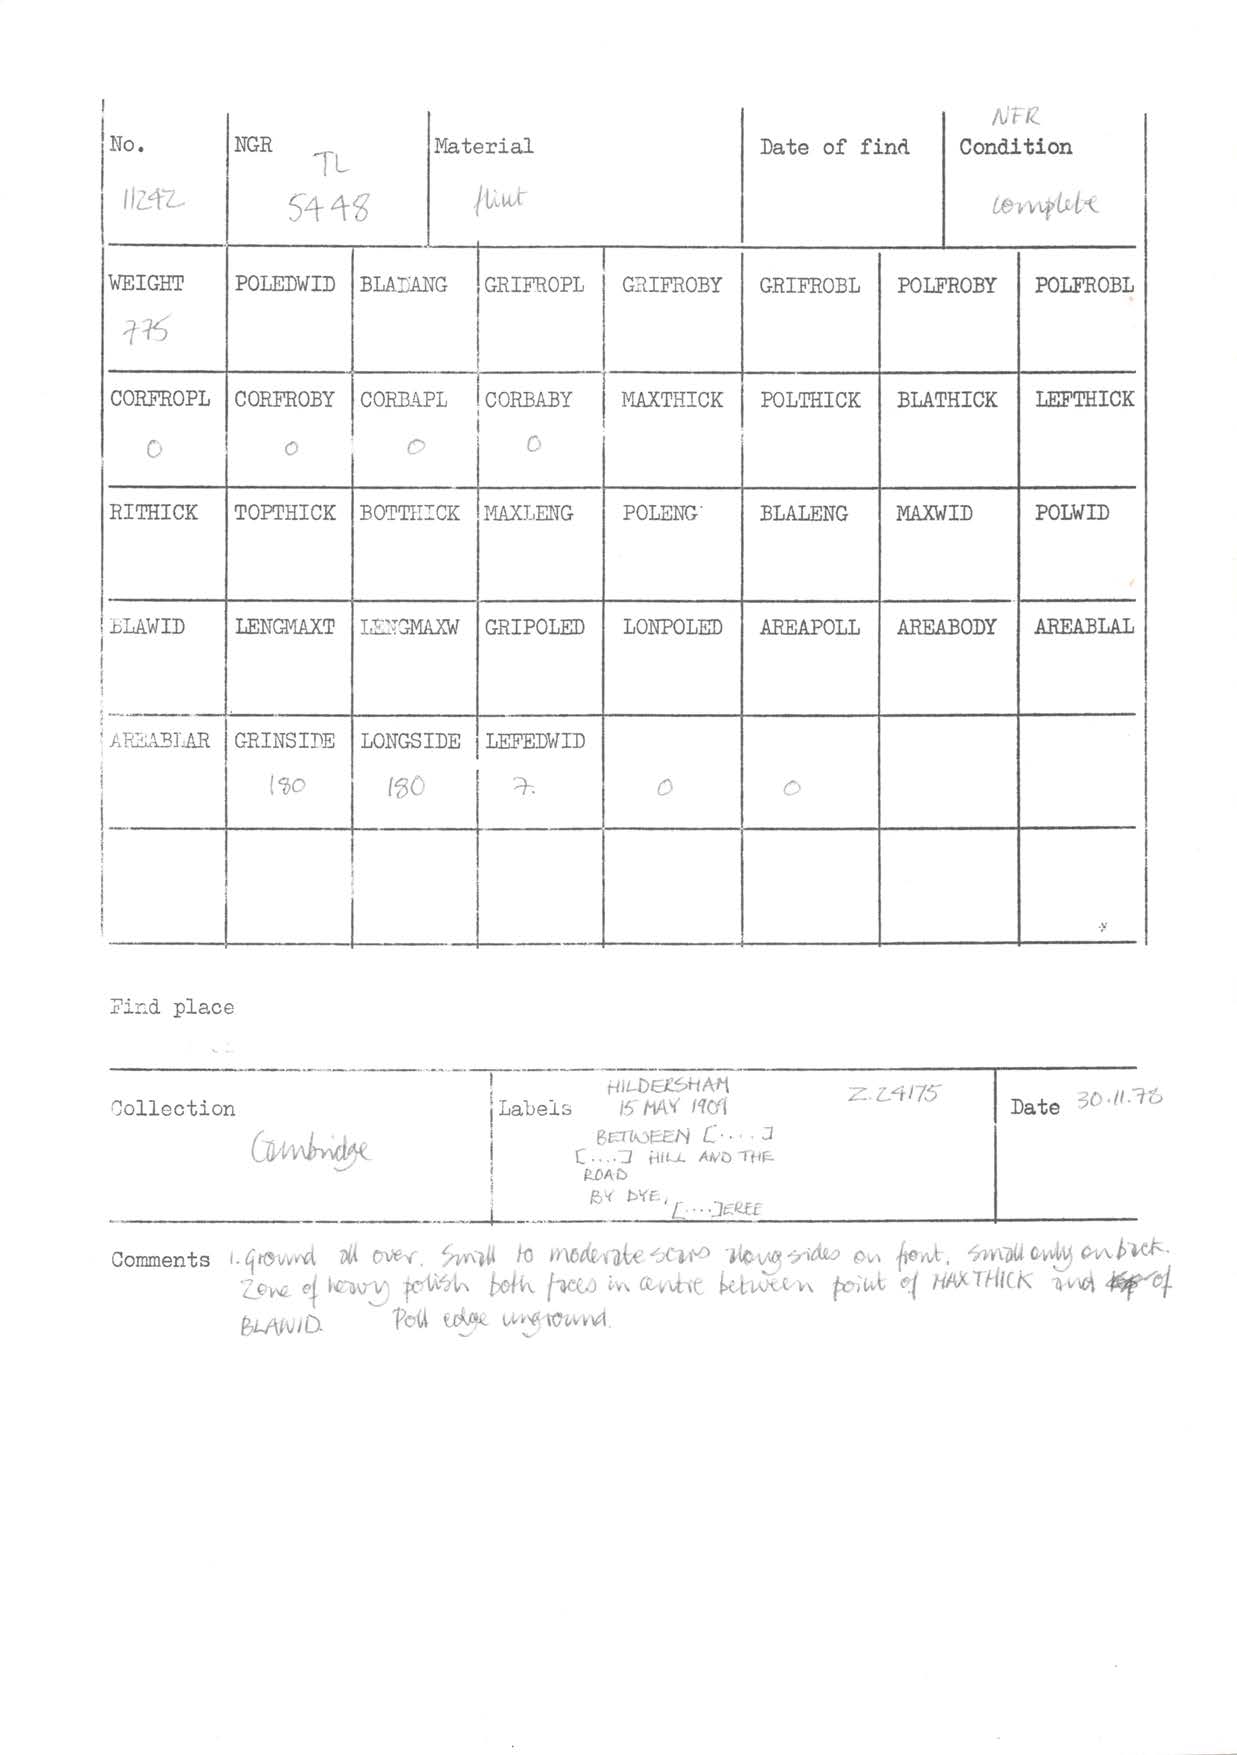 NFR
No. NGR Material Date of find Condition
TL
11242 5448 flint complete
WEIGHT POLEDWID BLADANG GRIFROPL GRIFROBY GRIFROBL POLFROBY POLFROBL
775
CORFROPL CORFROBY CORBAPL CORBABY MAXTHICK POLTHICK BLATHICK LEFTHICK
0 0 0 0
RITHICK TOPTHICK BOTTHICK MAXLENG POLENG BLALENG MAXWID POLWID
BLAWID LENGMAXT LENGMAXW GRIPOLED LONPOLED AREAPOLL AREABODY AREABLAL
AREABLAR GRINSIDE LONGSIDE LEFEDWID
180 180 7. 0 0
Find place
HILDERSHAM Z.24175
Collection Labels 15 MAY 1909 Date 30.11.78
Cambridge BETWEEN [....]
[....] HILL AND THE
ROAD
BY DYE,
[....]EREE
Comments 1. Ground all over. Small to moderate scars along sides on front, small only on back.
Zone of heavy polish both faces in centre between point of MAXTHICK and of
BLAWID. Poll edge unground.